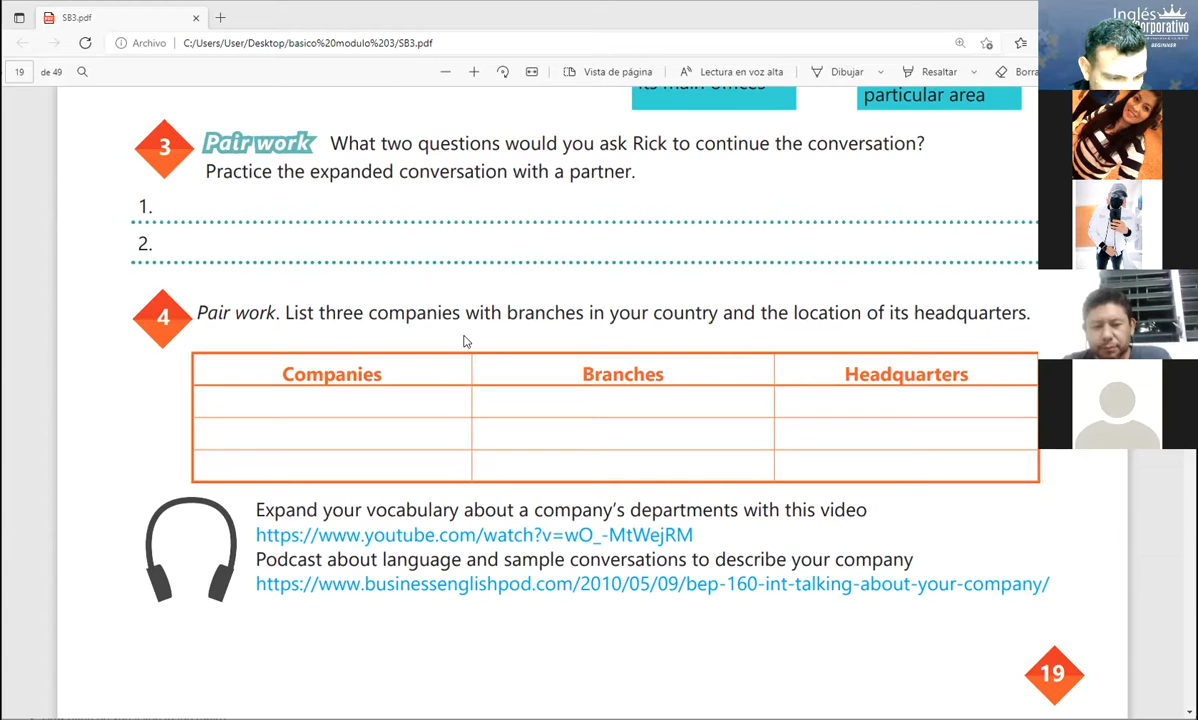 SB3.pdf
Archivo
C:/Users/User/Desktop/basico%20modulo%203/SB3.pdf
19
de 49
Vista de página
Lectura en voz alta
Dibujar
Resaltar
Borra
Inglés
Corporativo
BEGINNER
its main offices
particular area
3
Pair work
What two questions would you ask Rick to continue the conversation?
Practice the expanded conversation with a partner.
1.
2.
4
Pair work. List three companies with branches in your country and the location of its headquarters.
Companies
Branches
Headquarters
Expand your vocabulary about a company's departments with this video
https://www.youtube.com/watch?v=wO_-MtWejRM
Podcast about language and sample conversations to describe your company
https://www.businessenglishpod.com/2010/05/09/bep-160-int-talking-about-your-company/
19